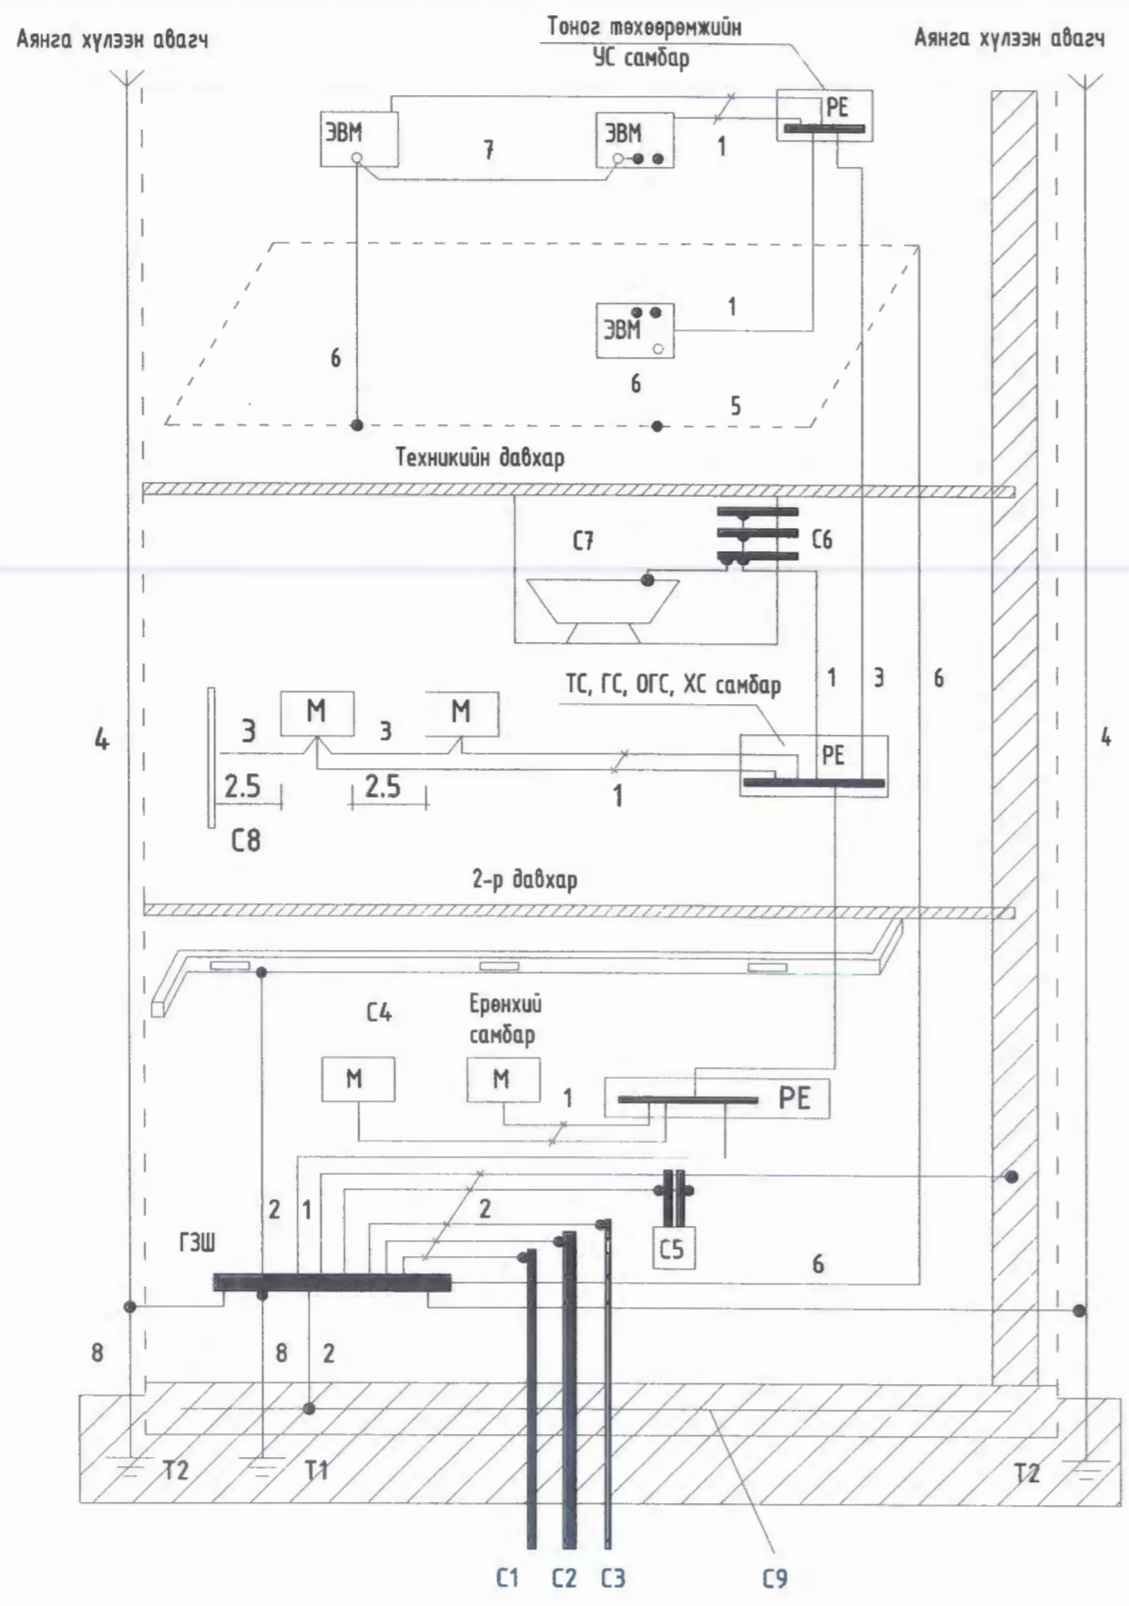 Аянга хүлээн авагч
Тоног төхөөрөмжийн
УС самбар
Аянга хүлээн авагч
ЭВМ
7
ЭВМ
1
PE
ЭВМ
1
6
6
5
Техникийн давхар
С7
С6
ТС, ГС, ОГС, ХС самбар
1
3
6
4
4
3
М
3
М
PE
2.5
2.5
1
С8
2-р давхар
С4
Ерөнхий
самбар
М
М
1
PE
2
1
2
ГЗШ
С5
6
8
8
2
Т2
Т1
Т2
С1
С2
С3
С9